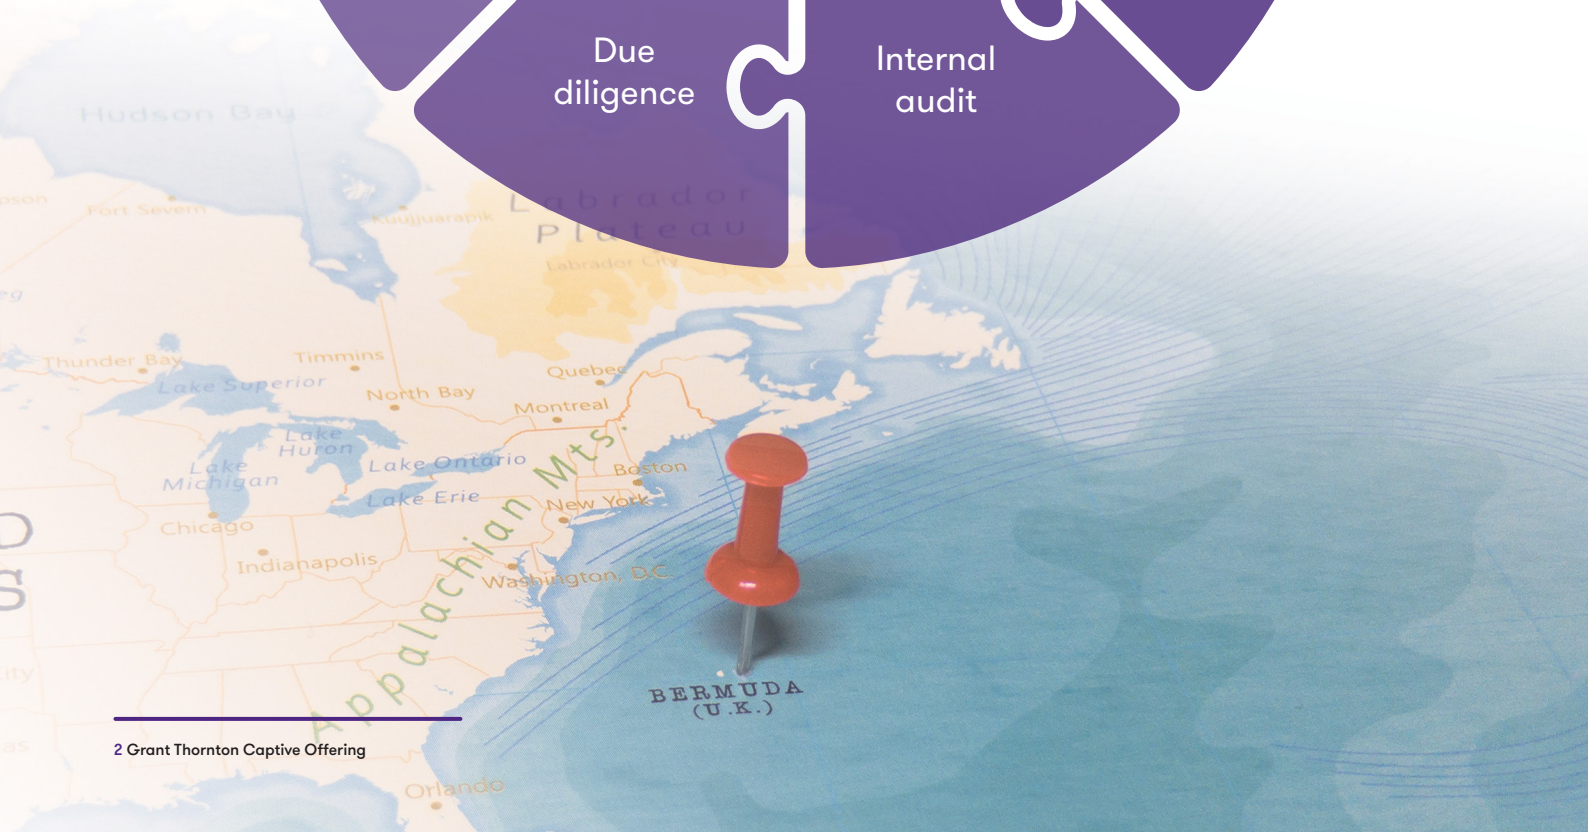 Due
diligence
Internal
audit
Hudson Bay
Fort Severn
Kuujjuarapik
Labrador
Plateau
Labrador City
Thunder Bay
Timmins
Lake Superior
North Bay
Quebec
Montreal
Lake
Huron
Lake
Michigan
Lake Ontario
Lake Erie
Boston
New York
Chicago
Indianapolis
Washington, D.C.
Appalachian Mts.
BERMUDA
(U.K.)
2 Grant Thornton Captive Offering
Orlando